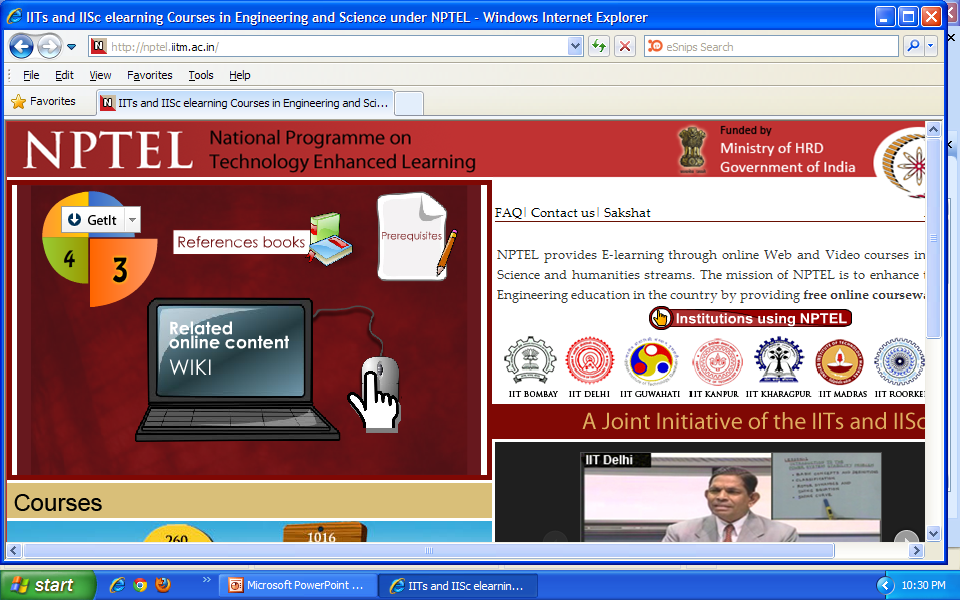 IITs and IISc elearning Courses in Engineering and Science under NPTEL - Windows Internet Explorer
http://nptel.iitm.ac.in/
eSnips Search
File Edit View Favorites Tools Help
Favorites
IITs and IISc elearning Courses in Engineering and Sci...
NPTEL
National Programme on
Technology Enhanced Learning
Funded by
Ministry of HRD
Government of India
GetIt
4
3
References books
Prerequisites
Related
online content
WIKI
FAQ| Contact us| Sakshat
NPTEL provides E-learning through online Web and Video courses in
Science and humanities streams. The mission of NPTEL is to enhance
Engineering education in the country by providing free online coursewa
Institutions using NPTEL
IIT BOMBAY IIT DELHI IIT GUWAHATI IIT KANPUR IIT KHARAGPUR IIT MADRAS IIT ROORKE
A Joint Initiative of the IITs and IISc
IIT Delhi
Courses
260
1016
start
Microsoft PowerPoint ...
IITs and IISc elearnin...
10:30 PM